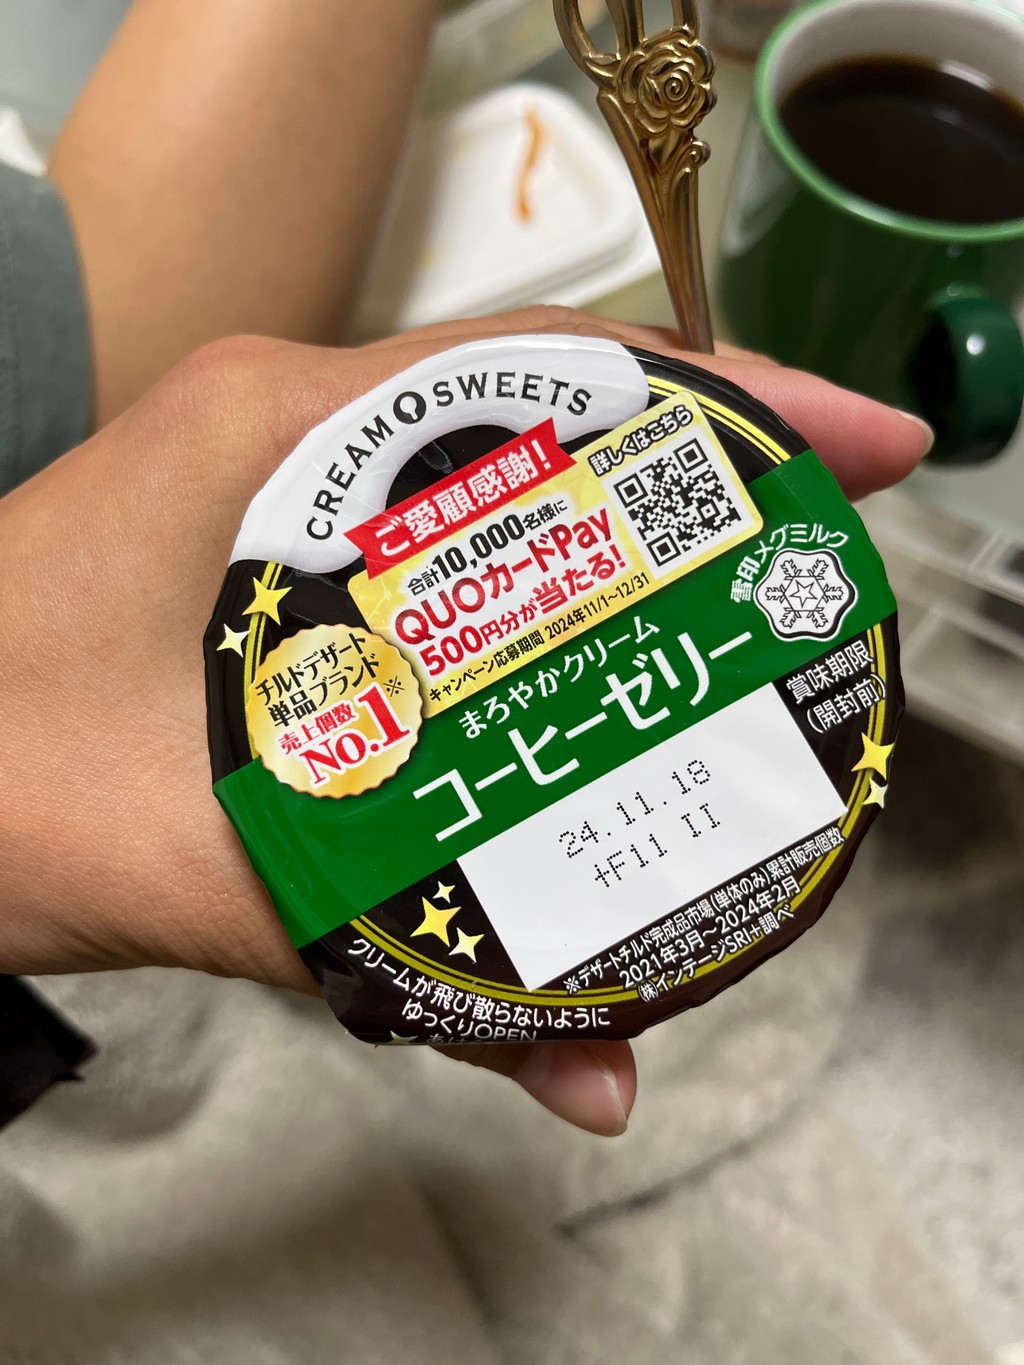 CREAM SWEETS
ご愛顧感謝!
詳しくはこちら
合計10,000名様に
QUOカードPay
500円分が当たる!
キャンペーン応募期間 2024年11/1~12/31
雪印メグミルク
チルドデザート
単品ブランド※
売上個数
No.1
まろやかクリーム
コーヒーゼリー
賞味期限
(開封前)
24.11.18
†F11 II
※デザートチルド完成品市場(単体のみ)累計販売個数
2021年3月~2024年2月
㈱インテージSRI+調べ
クリームが飛び散らないように
ゆっくりOPEN